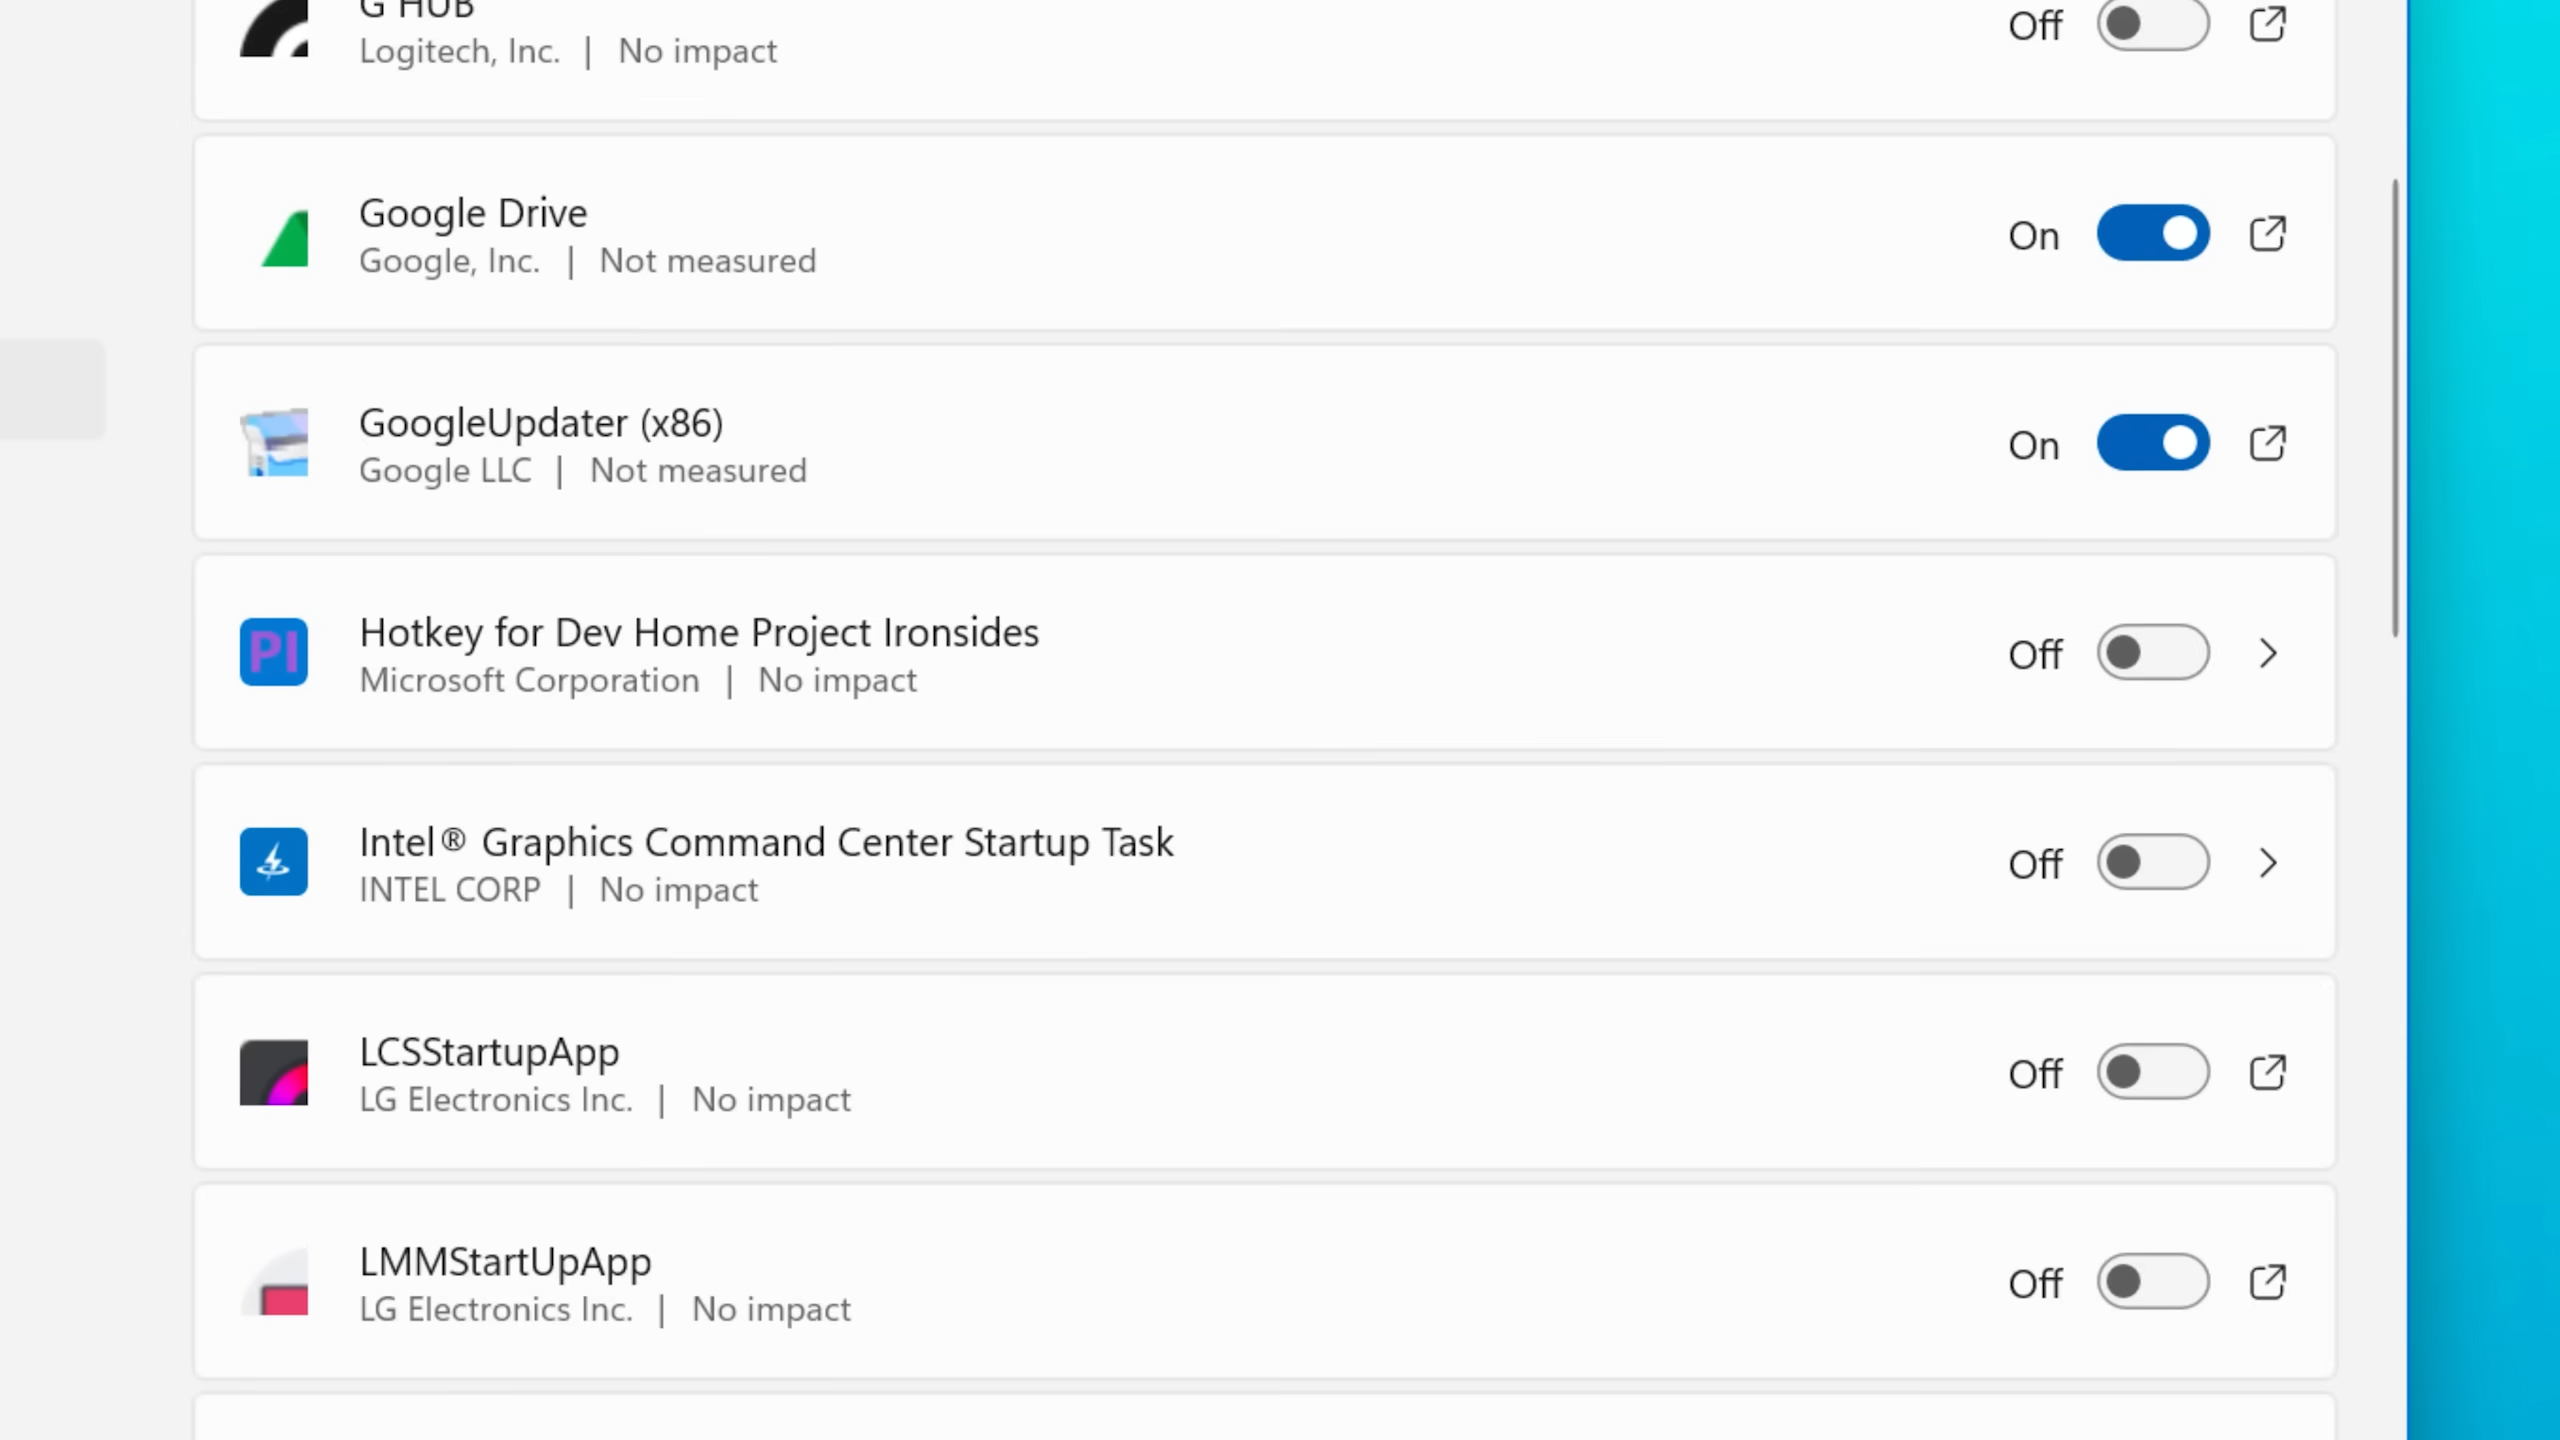 G HUB
Logitech, Inc. | No impact
Off
Google Drive
Google, Inc. | Not measured
On
GoogleUpdater (x86)
Google LLC | Not measured
On
PI
Hotkey for Dev Home Project Ironsides
Microsoft Corporation | No impact
Off
Intel® Graphics Command Center Startup Task
INTEL CORP | No impact
Off
LCSStartupApp
LG Electronics Inc. | No impact
Off
LMMStartUpApp
LG Electronics Inc. | No impact
Off